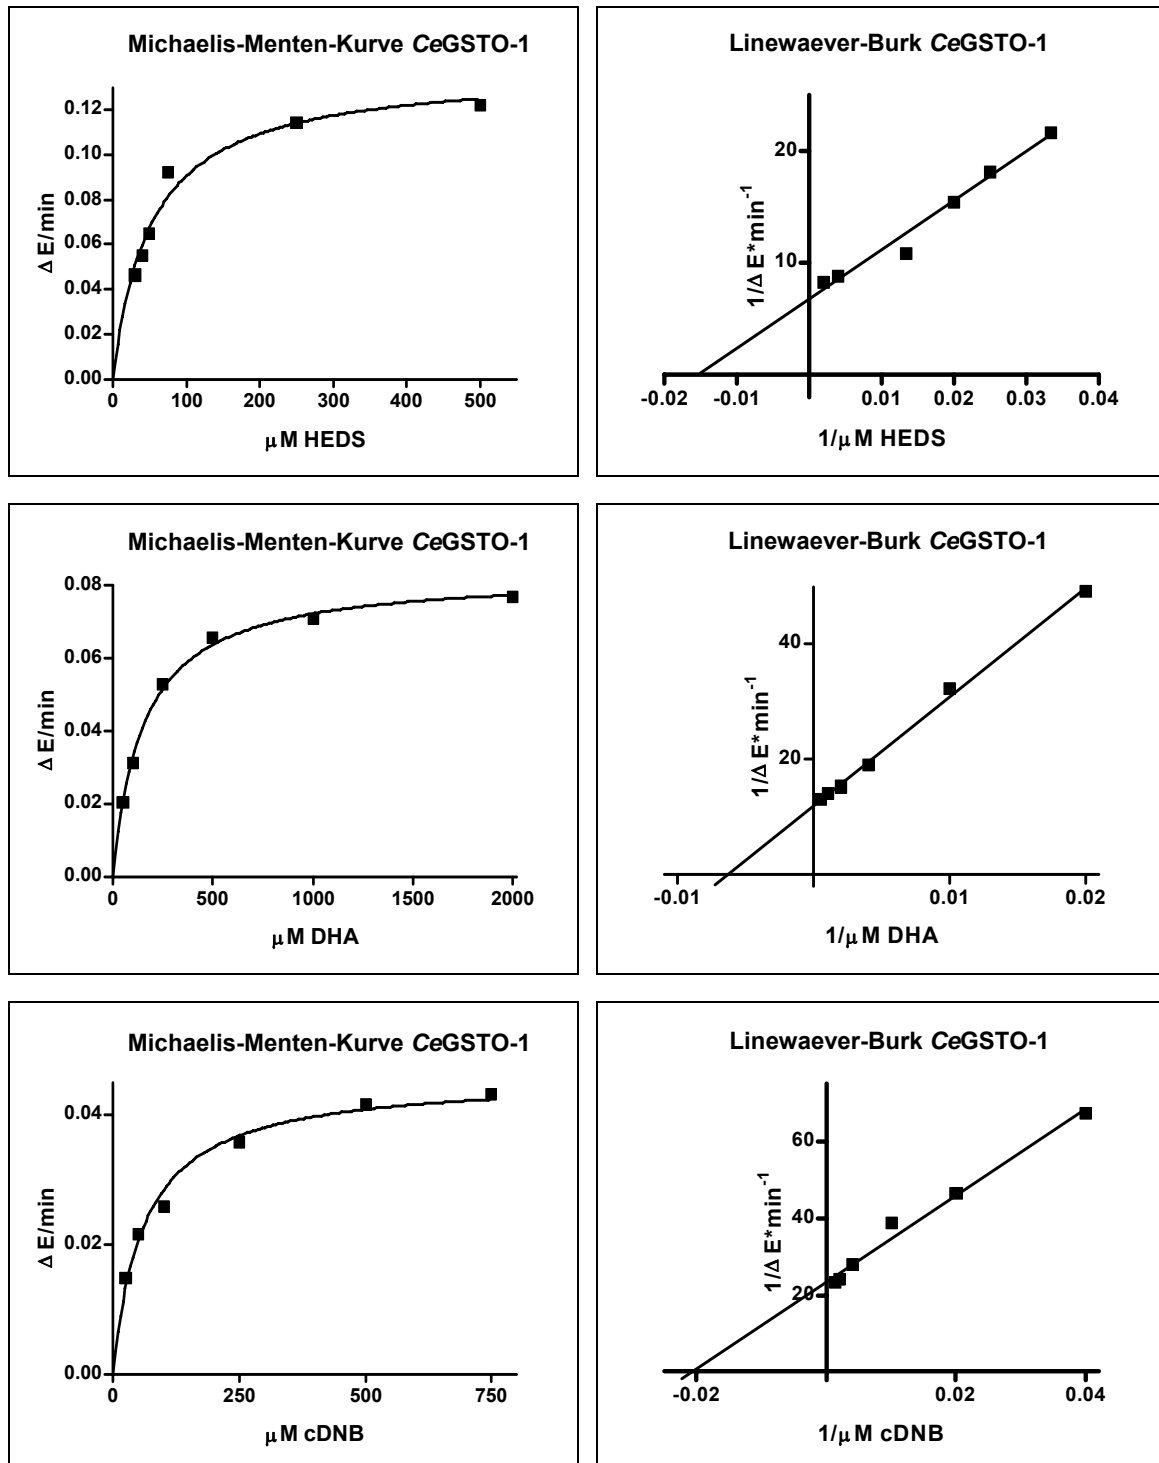 Michaelis-Menten-Kurve CeGSTO-1
Δ E/min
0.12
0.10
0.08
0.06
0.04
0.02
0.00
0 100 200 300 400 500
μM HEDS
Linewaever-Burk CeGSTO-1
1/Δ E*min⁻¹
20
10
-0.02 -0.01 0.01 0.02 0.03 0.04
1/μM HEDS
Michaelis-Menten-Kurve CeGSTO-1
Δ E/min
0.08
0.06
0.04
0.02
0.00
0 500 1000 1500 2000
μM DHA
Linewaever-Burk CeGSTO-1
1/Δ E*min⁻¹
40
20
-0.01 0.01 0.02
1/μM DHA
Michaelis-Menten-Kurve CeGSTO-1
Δ E/min
0.04
0.02
0.00
0 250 500 750
μM cDNB
Linewaever-Burk CeGSTO-1
1/Δ E*min⁻¹
60
40
20
-0.02 0.02 0.04
1/μM cDNB